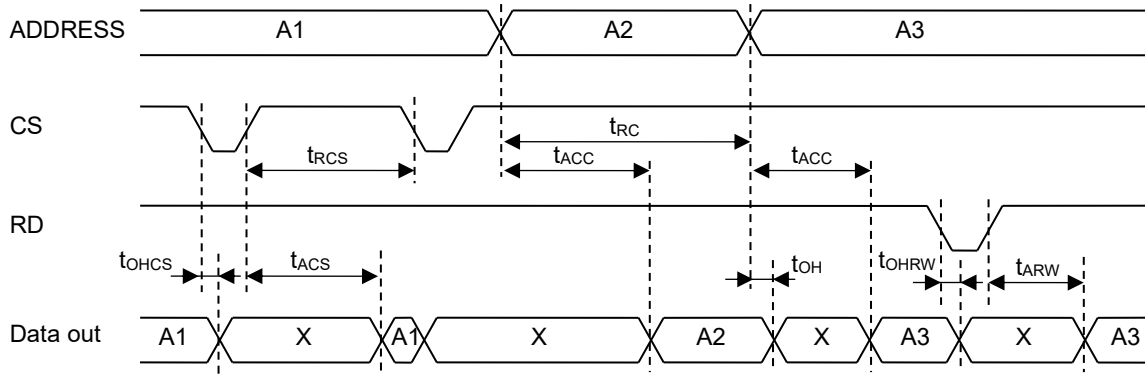 ADDRESS A1 A2 A3
CS
tRCS tRC tACC tACC
RD
tOHCS tACS tOH tOHRW tARW
Data out A1 X A1 X A2 X A3 X A3